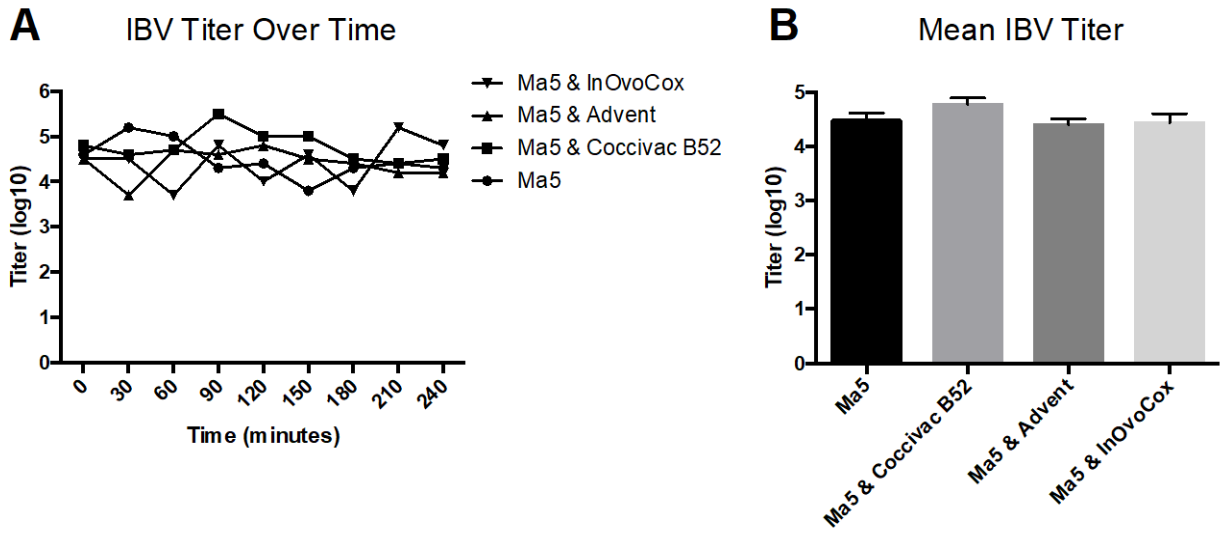 A
IBV Titer Over Time
Titer (log10)
6
5
4
3
2
1
0
0
30
60
90
120
150
180
210
240
Time (minutes)
Ma5 & InOvoCox
Ma5 & Advent
Ma5 & Coccivac B52
Ma5
B
Mean IBV Titer
Titer (log10)
5
4
3
2
1
0
Ma5
Ma5 & Coccivac B52
Ma5 & Advent
Ma5 & InOvoCox